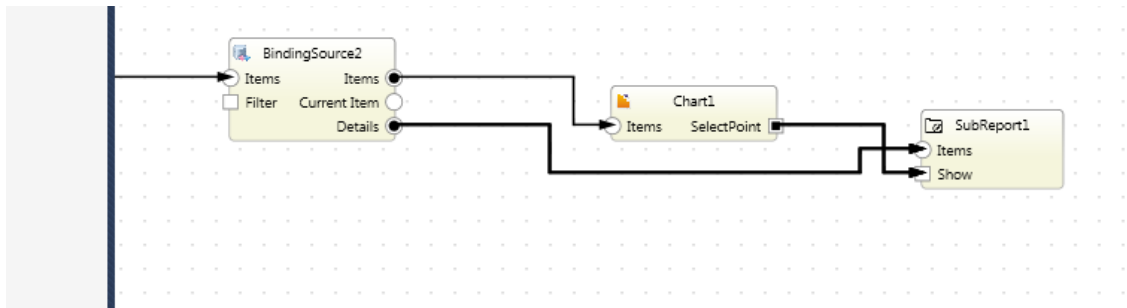 BindingSource2
Items Items
Filter Current Item
Details
Chart1
Items SelectPoint
SubReport1
Items
Show